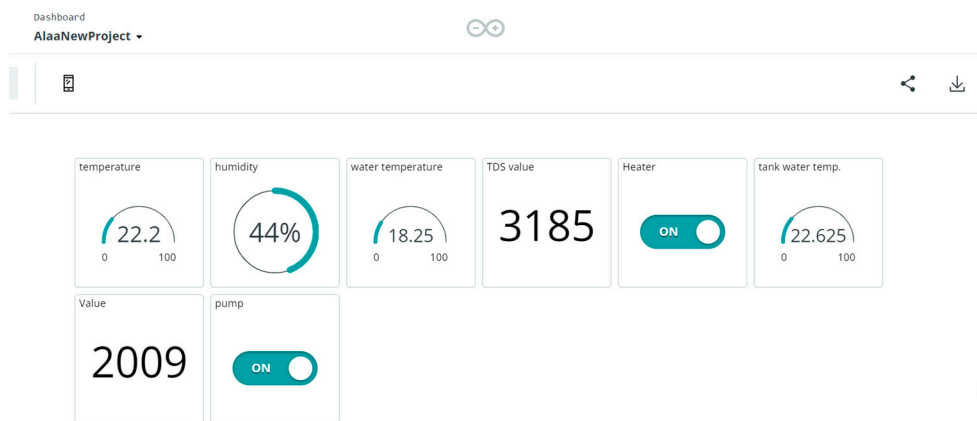 Dashboard
AlaaNewProject
temperature
22.2
0 100
humidity
44%
water temperature
18.25
0 100
TDS value
3185
Heater
ON
tank water temp.
22.625
0 100
Value
2009
pump
ON